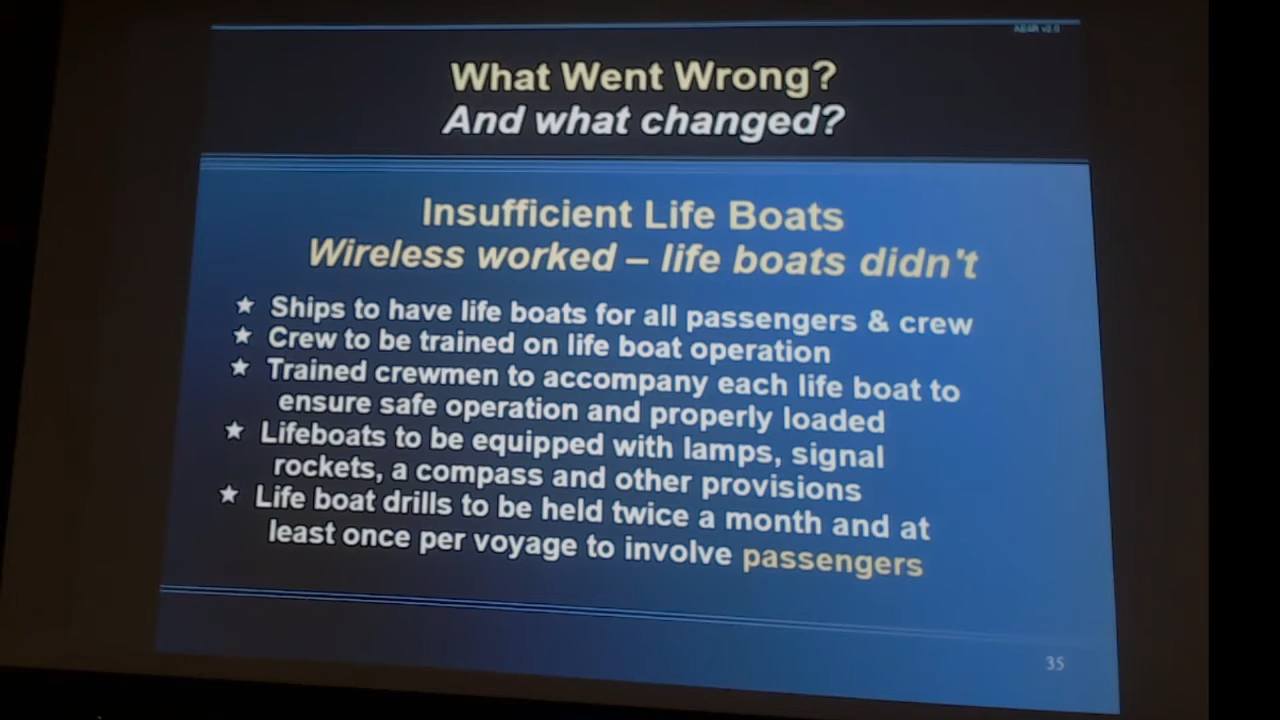 What Went Wrong?
And what changed?
Insufficient Life Boats
Wireless worked – life boats didn't
★ Ships to have life boats for all passengers & crew
★ Crew to be trained on life boat operation
★ Trained crewmen to accompany each life boat to
ensure safe operation and properly loaded
★ Lifeboats to be equipped with lamps, signal
rockets, a compass and other provisions
★ Life boat drills to be held twice a month and at
least once per voyage to involve passengers
35